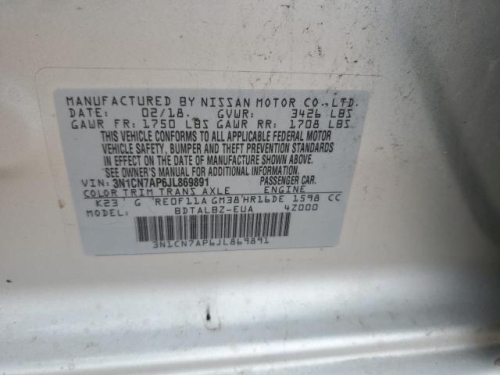 MANUFACTURED BY NISSAN MOTOR CO.,LTD.
DATE: 02/18. GVWR: 3426 LBS
GAWR FR: 1750 LBS GAWR RR: 1708 LBS
THIS VEHICLE CONFORMS TO ALL APPLICABLE FEDERAL MOTOR
VEHICLE SAFETY, BUMPER AND THEFT PREVENTION STANDARDS
IN EFFECT ON THE DATE OF MANUFACTURE SHOWN ABOVE.
*SEE OWNER'S MANUAL FOR ADDITIONAL INFORMATION
VIN: 3N1CN7AP6JL869891 PASSENGER CAR.
COLOR TRIM TRANS AXLE ENGINE
K23 G RE0F11A GM38 HR16DE 1598 CC
BDTALBZ-EUA 4Z000
3N1CN7AP6JL869891